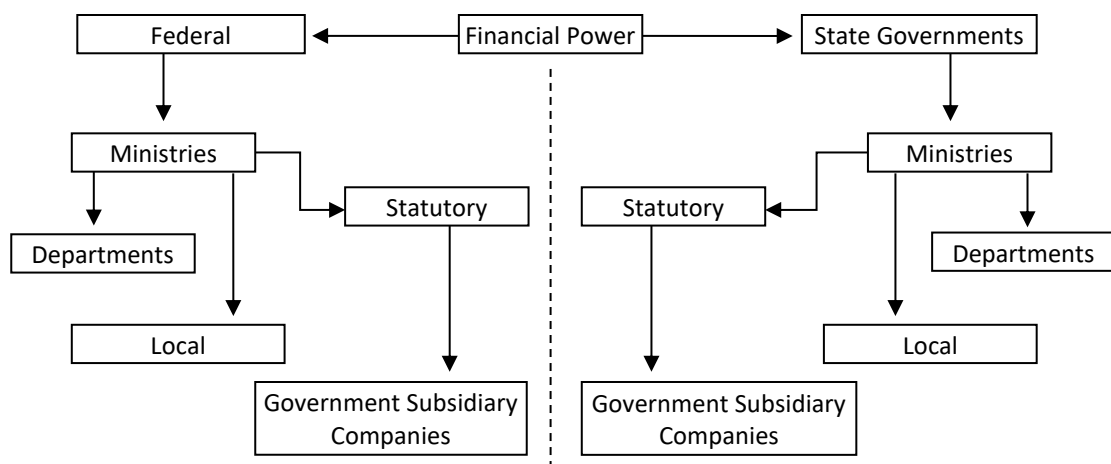 Federal
Financial Power
State Governments
Ministries
Ministries
Statutory
Statutory
Departments
Departments
Local
Local
Government Subsidiary
Companies
Government Subsidiary
Companies